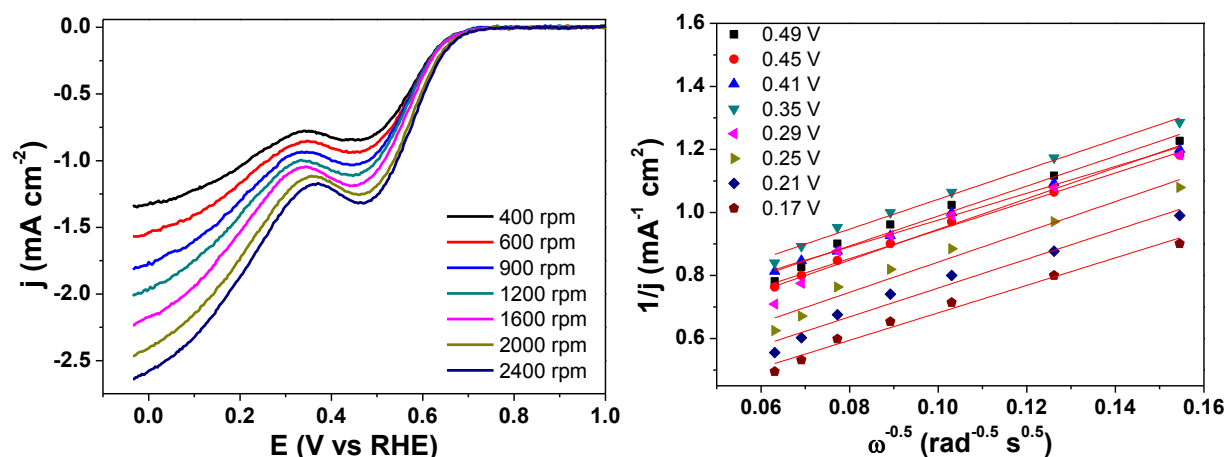 0.0
-0.5
-1.0
-1.5
-2.0
-2.5
j (mA cm-2)
400 rpm
600 rpm
900 rpm
1200 rpm
1600 rpm
2000 rpm
2400 rpm
0.0 0.2 0.4 0.6 0.8 1.0
E (V vs RHE)
1.6
1.4
1.2
1.0
0.8
0.6
1/j (mA-1 cm2)
0.49 V
0.45 V
0.41 V
0.35 V
0.29 V
0.25 V
0.21 V
0.17 V
0.06 0.08 0.10 0.12 0.14 0.16
ω-0.5 (rad-0.5 s0.5)